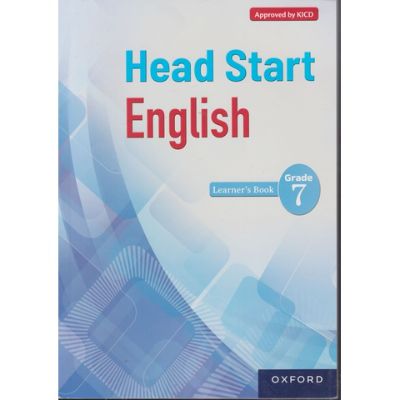 Approved by KICD
Head Start
English
Learner's Book
Grade
7
OXFORD